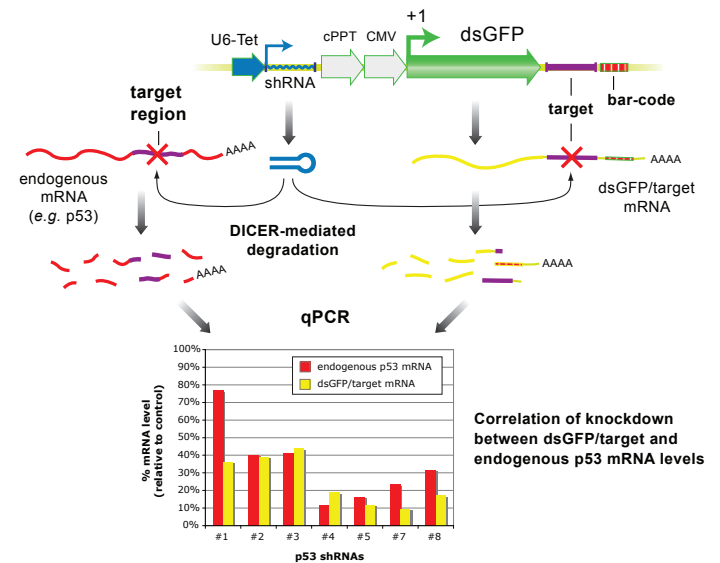 +1
U6-Tet
cPPT
CMV
dsGFP
shRNA
target
region
target
bar-code
AAAA
AAAA
endogenous
mRNA
(e.g. p53)
dsGFP/target
mRNA
DICER-mediated
degradation
AAAA
AAAA
qPCR
100%
90%
80%
70%
60%
50%
40%
30%
20%
10%
0%
% mRNA level
(relative to control)
endogenous p53 mRNA
dsGFP/target mRNA
#1
#2
#3
#4
#5
#7
#8
p53 shRNAs
Correlation of knockdown
between dsGFP/target and
endogenous p53 mRNA levels